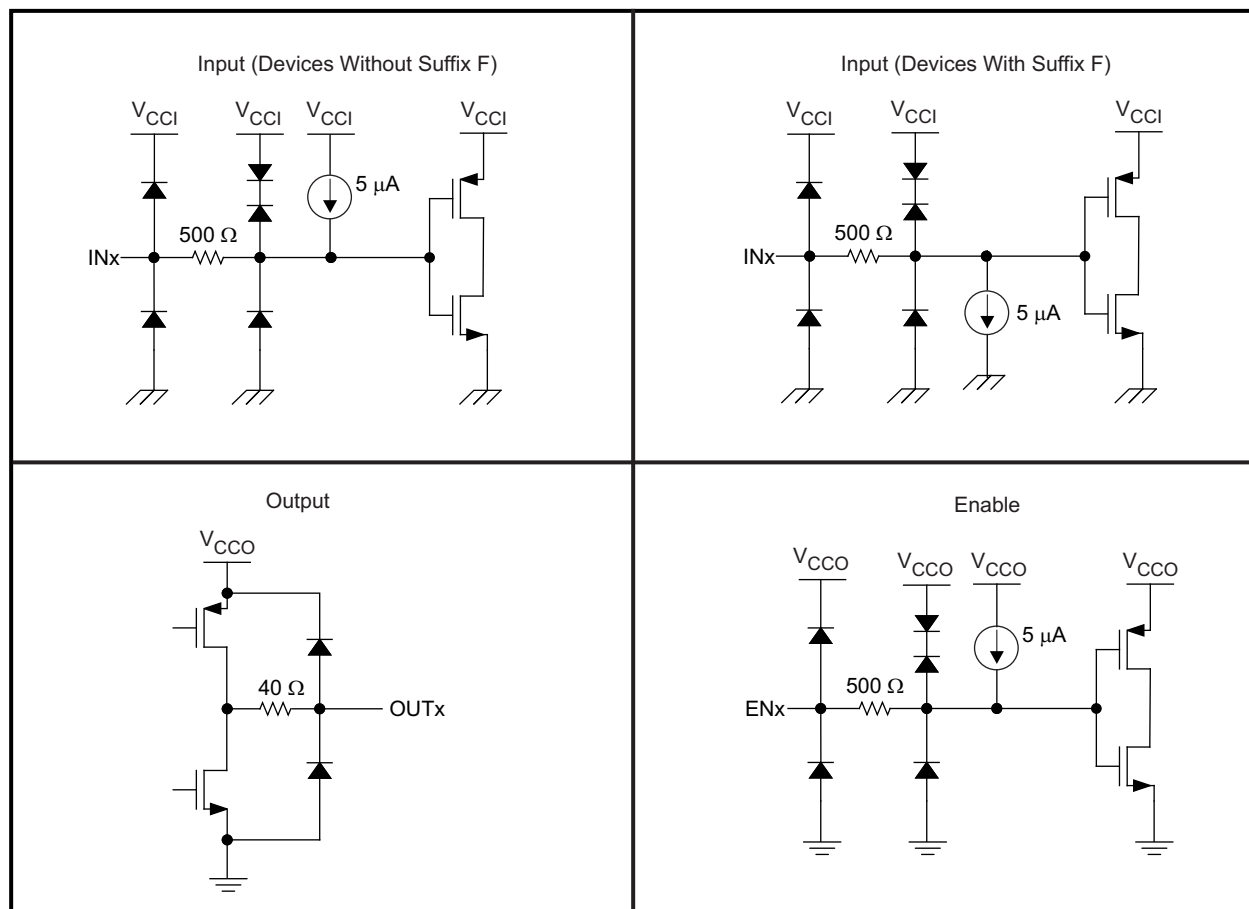 Input (Devices Without Suffix F)
VCCI VCCI VCCI VCCI
5 μA
500 Ω
INx
Input (Devices With Suffix F)
VCCI VCCI VCCI
500 Ω
INx
5 μA
Output
VCCO
40 Ω
OUTx
Enable
VCCO VCCO VCCO VCCO
5 μA
500 Ω
ENx